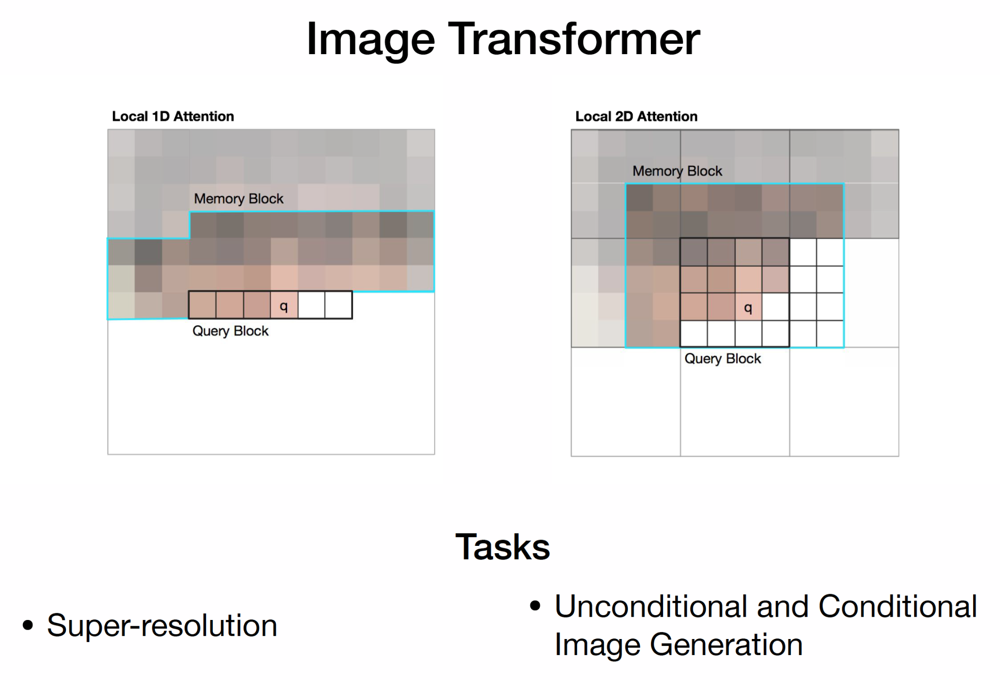 Image Transformer
Local 1D Attention
Memory Block
q
Query Block
Local 2D Attention
Memory Block
q
Query Block
Tasks
• Super-resolution
• Unconditional and Conditional
Image Generation